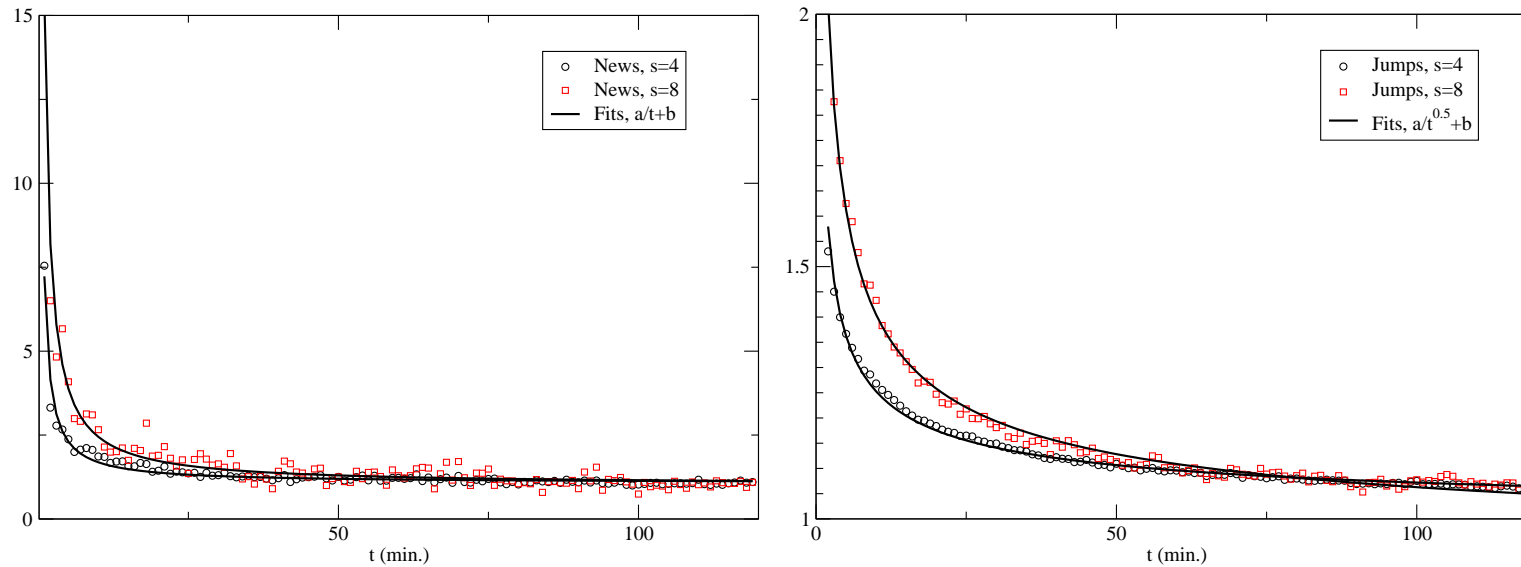 15
10
5
0
50
100
t (min.)
News, s=4
News, s=8
Fits, a/t+b
2
1.5
1
0
50
100
t (min.)
Jumps, s=4
Jumps, s=8
Fits, a/t^0.5+b